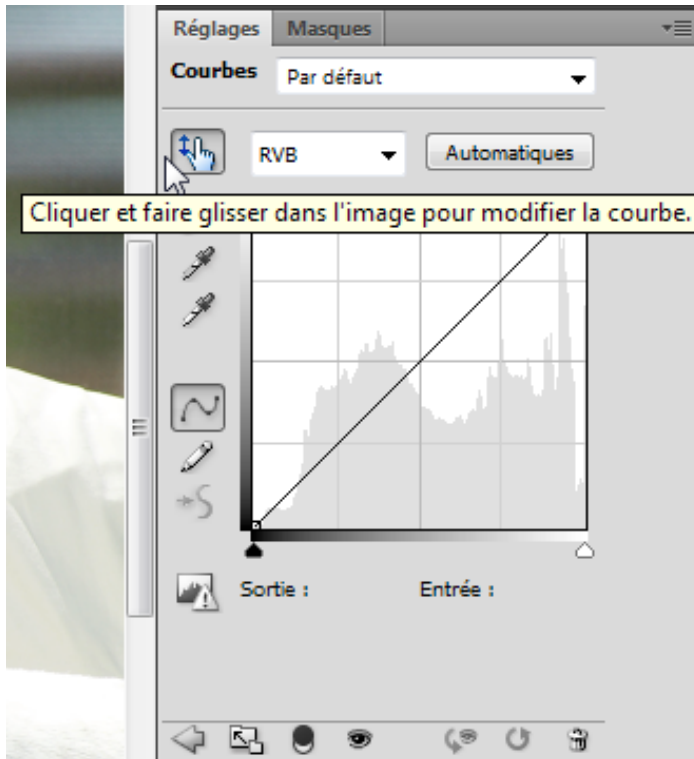 Réglages Masques
Courbes Par défaut
RVB Automatiques
Cliquer et faire glisser dans l'image pour modifier la courbe.
Sortie : Entrée :